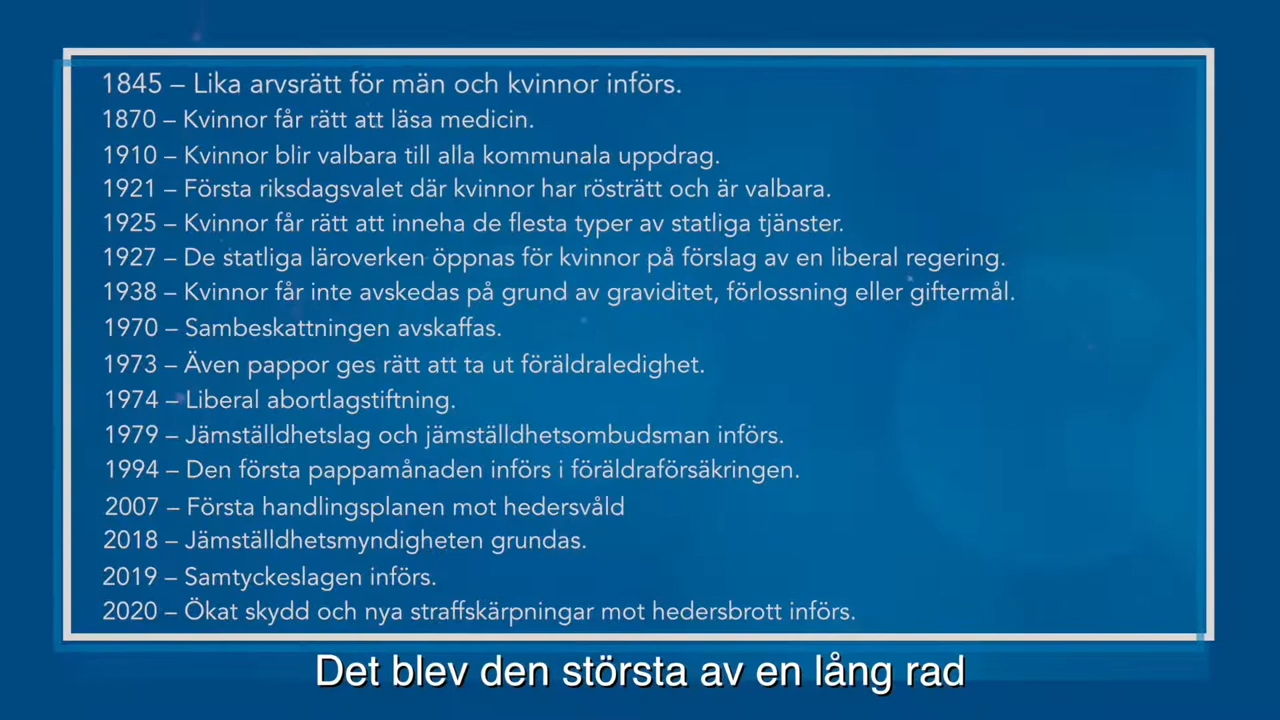 1845 – Lika arvsrätt för män och kvinnor införs.
1870 – Kvinnor får rätt att läsa medicin.
1910 – Kvinnor blir valbara till alla kommunala uppdrag.
1921 – Första riksdagsvalet där kvinnor har rösträtt och är valbara.
1925 – Kvinnor får rätt att inneha de flesta typer av statliga tjänster.
1927 – De statliga läroverken öppnas för kvinnor på förslag av en liberal regering.
1938 – Kvinnor får inte avskedas på grund av graviditet, förlossning eller giftermål.
1970 – Sambeskattningen avskaffas.
1973 – Även pappor ges rätt att ta ut föräldraledighet.
1974 – Liberal abortlagstiftning.
1979 – Jämställdhetslag och jämställdhetsombudsman införs.
1994 – Den första pappamånaden införs i föräldraförsäkringen.
2007 – Första handlingsplanen mot hedersvåld
2018 – Jämställdhetsmyndigheten grundas.
2019 – Samtyckeslagen införs.
2020 – Ökat skydd och nya straffskärpningar mot hedersbrott införs.
Det blev den största av en lång rad